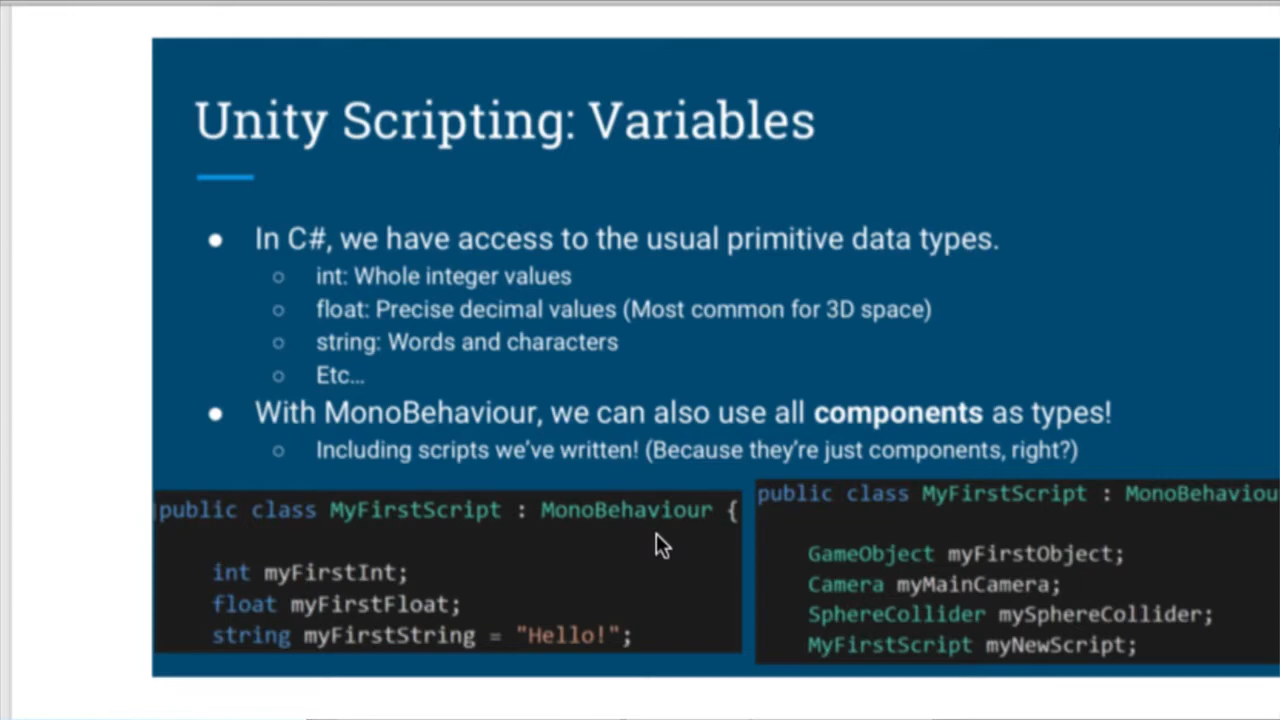 Unity Scripting: Variables
● In C#, we have access to the usual primitive data types.
○ int: Whole integer values
○ float: Precise decimal values (Most common for 3D space)
○ string: Words and characters
○ Etc…
● With MonoBehaviour, we can also use all components as types!
○ Including scripts we've written! (Because they're just components, right?)
public class MyFirstScript : MonoBehaviour {
int myFirstInt;
float myFirstFloat;
string myFirstString = "Hello!";
public class MyFirstScript : MonoBehaviou
GameObject myFirstObject;
Camera myMainCamera;
SphereCollider mySphereCollider;
MyFirstScript myNewScript;